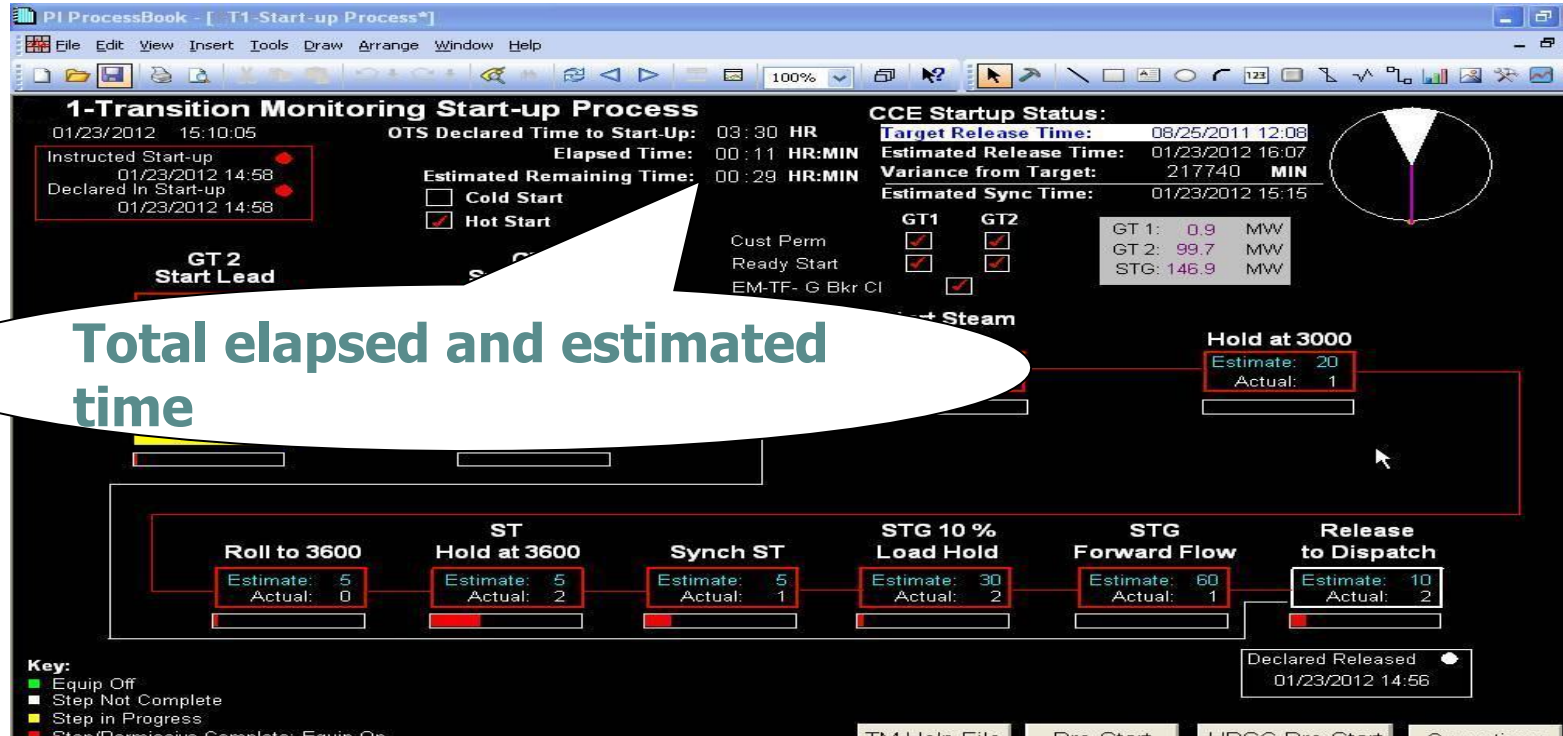 PI ProcessBook - [ T1-Start-up Process*]
File Edit View Insert Tools Draw Arrange Window Help
100%
123
1-Transition Monitoring Start-up Process
01/23/2012 15:10:05
Instructed Start-up
01/23/2012 14:58
Declared In Start-up
01/23/2012 14:58
OTS Declared Time to Start-Up: 03:30 HR
Elapsed Time: 00:11 HR:MIN
Estimated Remaining Time: 00:29 HR:MIN
Cold Start
Hot Start
CCE Startup Status:
Target Release Time: 08/25/2011 12:08
Estimated Release Time: 01/23/2012 16:07
Variance from Target: 217740 MIN
Estimated Sync Time: 01/23/2012 15:15
GT1 GT2
Cust Perm
Ready Start
EM-TF- G Bkr Cl
GT 1: 0.9 MW
GT 2: 99.7 MW
STG: 146.9 MW
GT 2
Start Lead
Steam
Total elapsed and estimated
time
Hold at 3000
Estimate: 20
Actual: 1
Roll to 3600
Estimate: 5
Actual: 0
ST
Hold at 3600
Estimate: 5
Actual: 2
Synch ST
Estimate: 5
Actual: 1
STG 10 %
Load Hold
Estimate: 30
Actual: 2
STG
Forward Flow
Estimate: 60
Actual: 1
Release
to Dispatch
Estimate: 10
Actual: 2
Declared Released
01/23/2012 14:56
Key:
Equip Off
Step Not Complete
Step in Progress
Step/Permissive Complete; Equip On
TM Help File
Pre Start
HRSG Pre Start